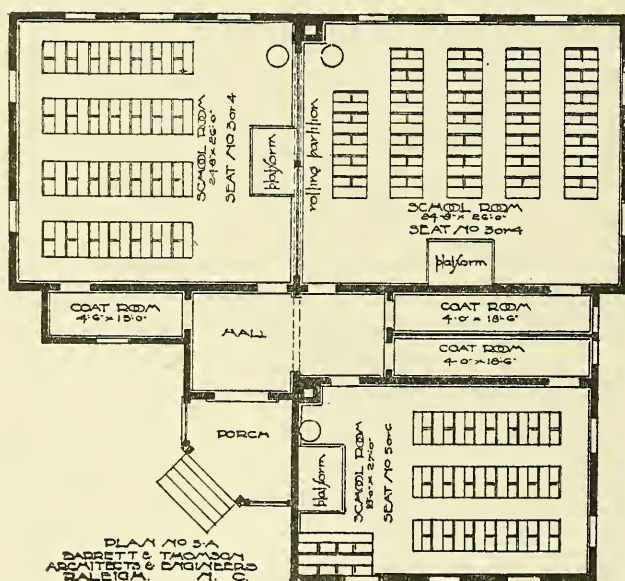 SCHOOL ROOM
24'-8" x 26'-0"
SEAT NO 3 or 4
platform
rolling partition
SCHOOL ROOM
24'-8" x 26'-0"
SEAT NO 3 or 4
platform
COAT ROOM
4'-6" x 13'-0"
HALL
COAT ROOM
4'-0" x 18'-6"
COAT ROOM
4'-0" x 18'-6"
PORCH
platform
SCHOOL ROOM
SEAT NO 5 or 6
PLAN NO 5-A
BARRETT & THOMSON
ARCHITECTS & ENGINEERS
RALEIGH, N. C.